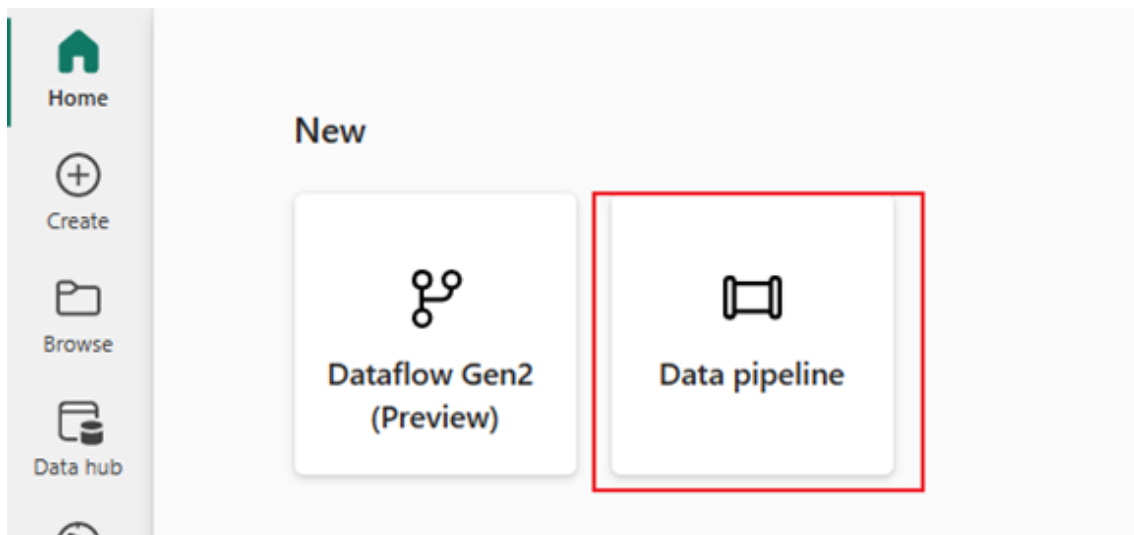 Home
Create
Browse
Data hub
New
Dataflow Gen2
(Preview)
Data pipeline